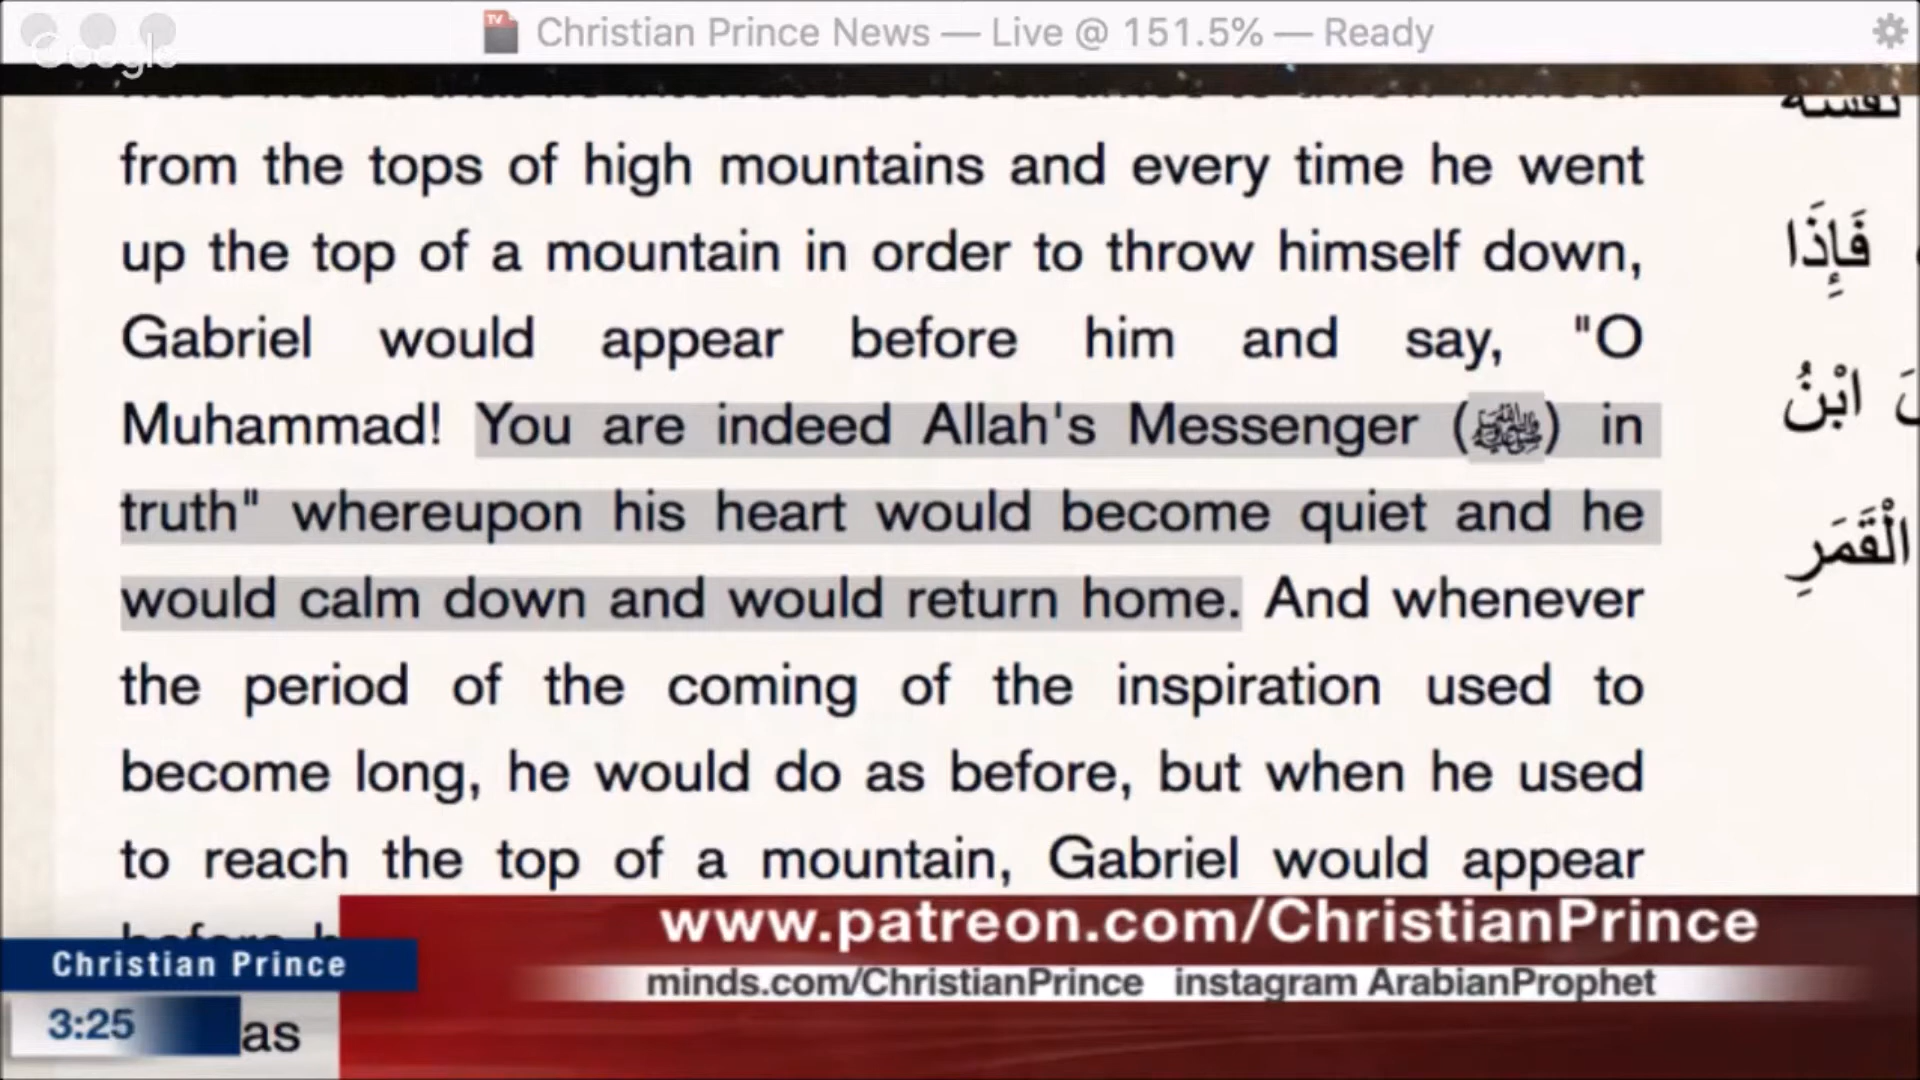 Google
TV
Christian Prince News — Live @ 151.5% — Ready
from the tops of high mountains and every time he went
up the top of a mountain in order to throw himself down,
Gabriel would appear before him and say, "O
Muhammad! You are indeed Allah's Messenger (ﷺ) in
truth" whereupon his heart would become quiet and he
would calm down and would return home. And whenever
the period of the coming of the inspiration used to
become long, he would do as before, but when he used
to reach the top of a mountain, Gabriel would appear
as
نفسه
فَإِذَا
ابْنُ
الْقَمَرِ
www.patreon.com/ChristianPrince
minds.com/ChristianPrince instagram ArabianProphet
Christian Prince
3:25